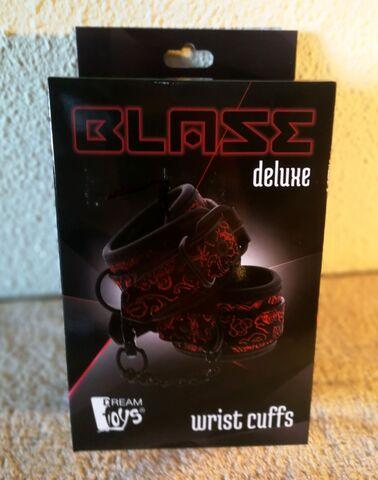 BLASE
deluxe
DREAM
toys®
wrist cuffs